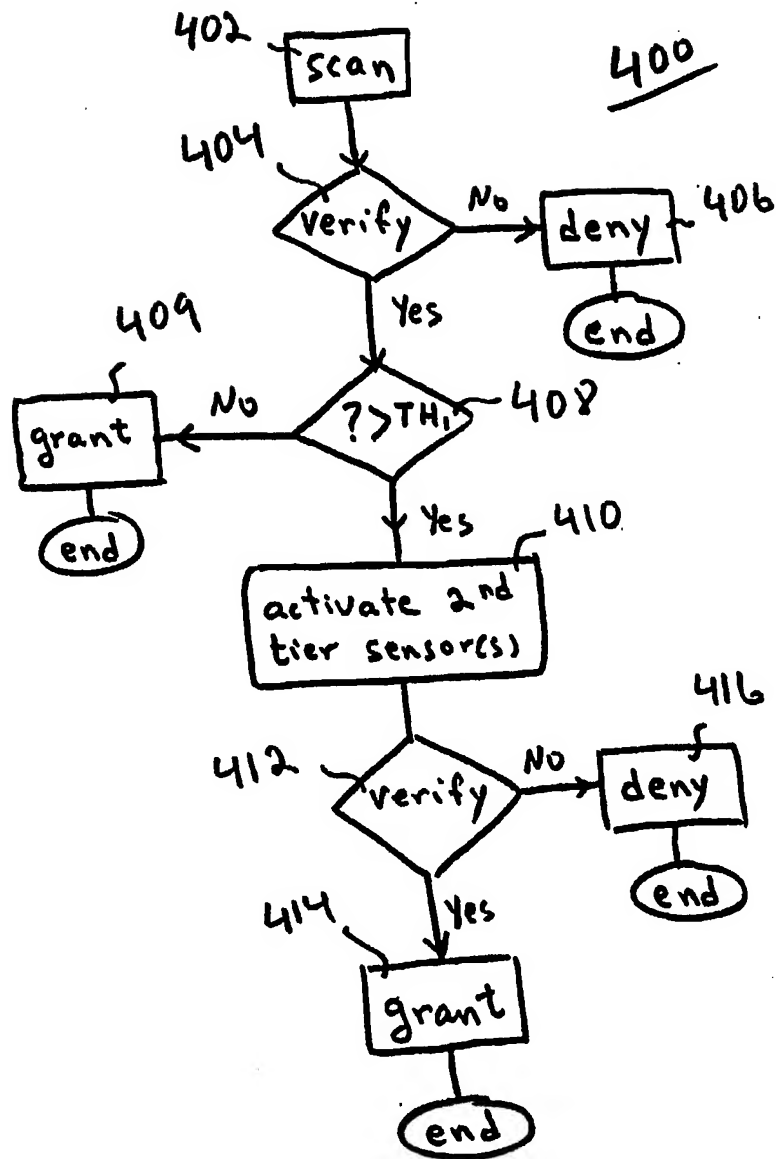 402
scan
400
404
verify
No
deny
406
end
Yes
409
grant
No
? > TH₁
408
end
Yes
410
activate 2nd
tier sensor(s)
412
verify
No
deny
416
end
Yes
414
grant
end